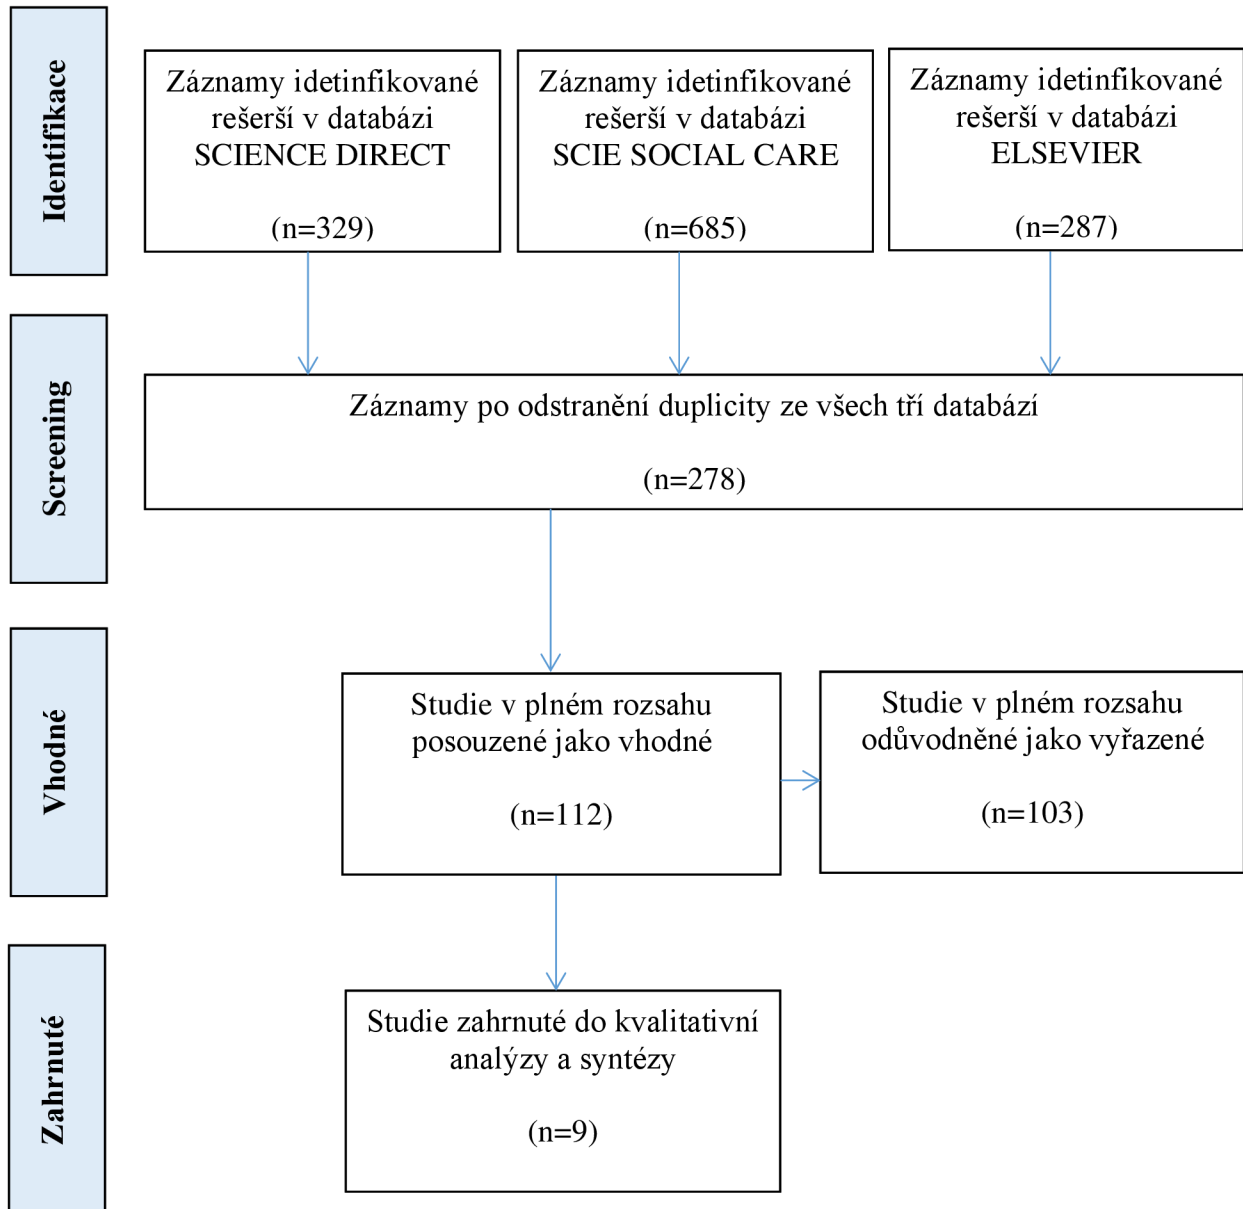 Identifikace
Záznamy idetinfikované
rešerší v databázi
SCIENCE DIRECT
(n=329)
Záznamy idetinfikované
rešerší v databázi
SCIE SOCIAL CARE
(n=685)
Záznamy idetinfikované
rešerší v databázi
ELSEVIER
(n=287)
Screening
Záznamy po odstranění duplicity ze všech tří databází
(n=278)
Vhodné
Studie v plném rozsahu
posouzené jako vhodné
(n=112)
Studie v plném rozsahu
odůvodněné jako vyřazené
(n=103)
Zahrnuté
Studie zahrnuté do kvalitativní
analýzy a syntézy
(n=9)